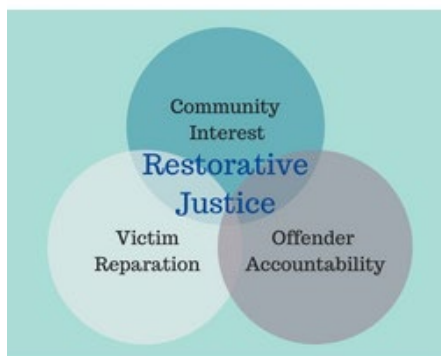 Community
Interest
Restorative
Justice
Victim
Reparation
Offender
Accountability